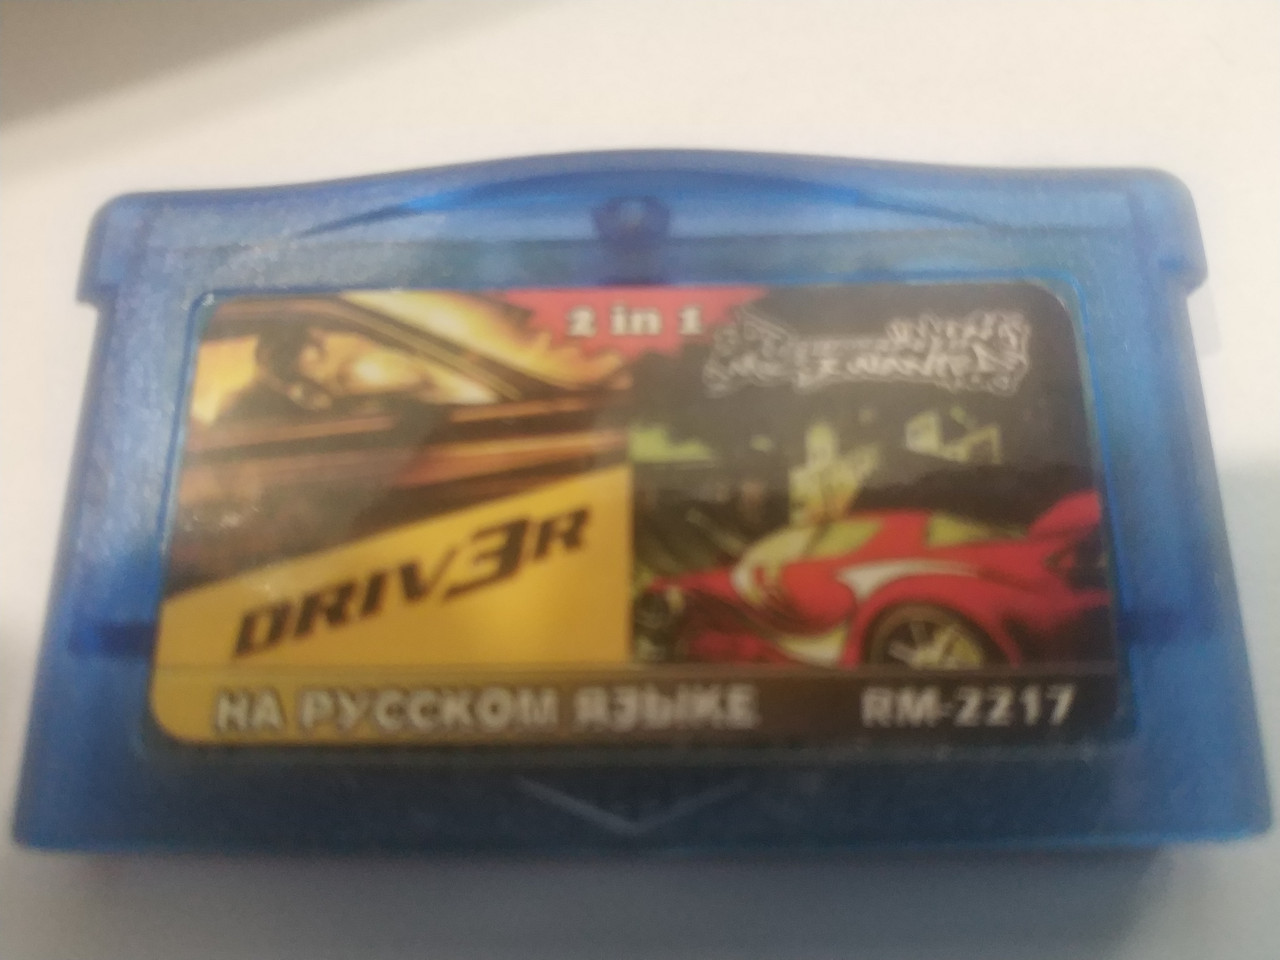 2 in 1
DRIV3R
НА РУССКОМ ЯЗЫКЕ
RM-2217